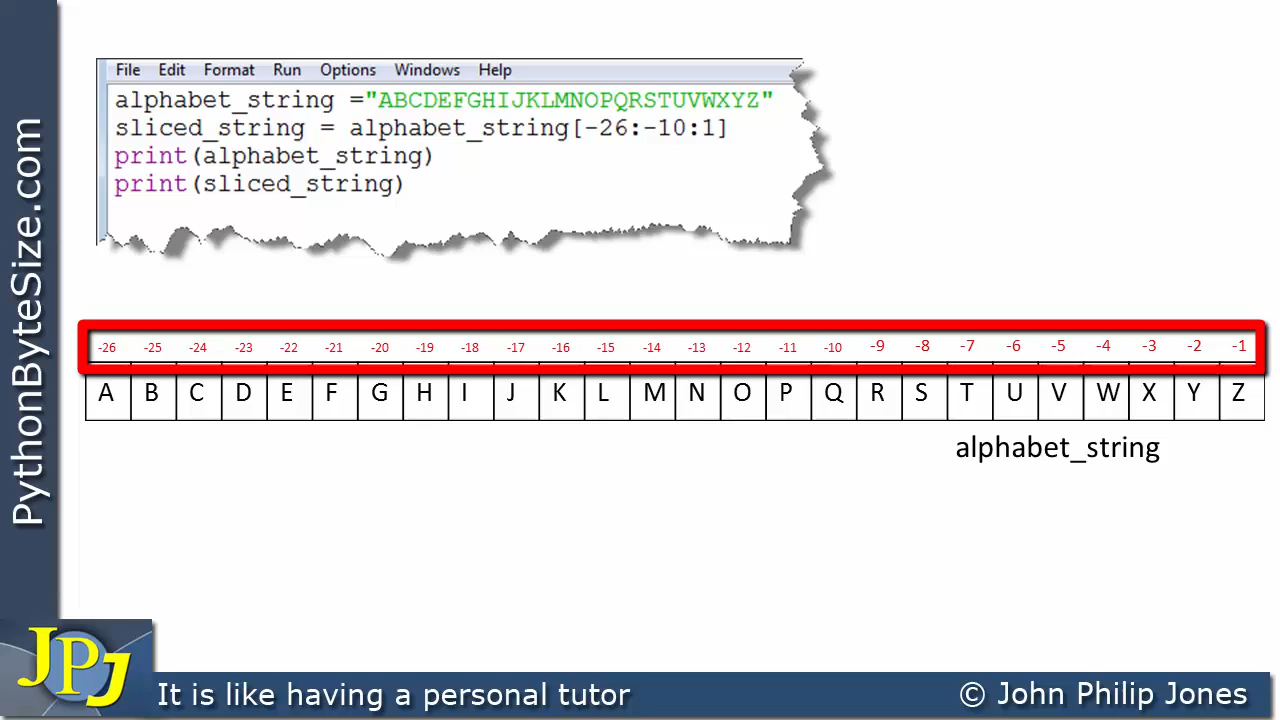 File Edit Format Run Options Windows Help
alphabet_string ="ABCDEFGHIJKLMNOPQRSTUVWXYZ"
sliced_string = alphabet_string[-26:-10:1]
print(alphabet_string)
print(sliced_string)
-26 -25 -24 -23 -22 -21 -20 -19 -18 -17 -16 -15 -14 -13 -12 -11 -10 -9 -8 -7 -6 -5 -4 -3 -2 -1
A B C D E F G H I J K L M N O P Q R S T U V W X Y Z
alphabet_string
PythonByteSize.com
JPJ
It is like having a personal tutor
© John Philip Jones